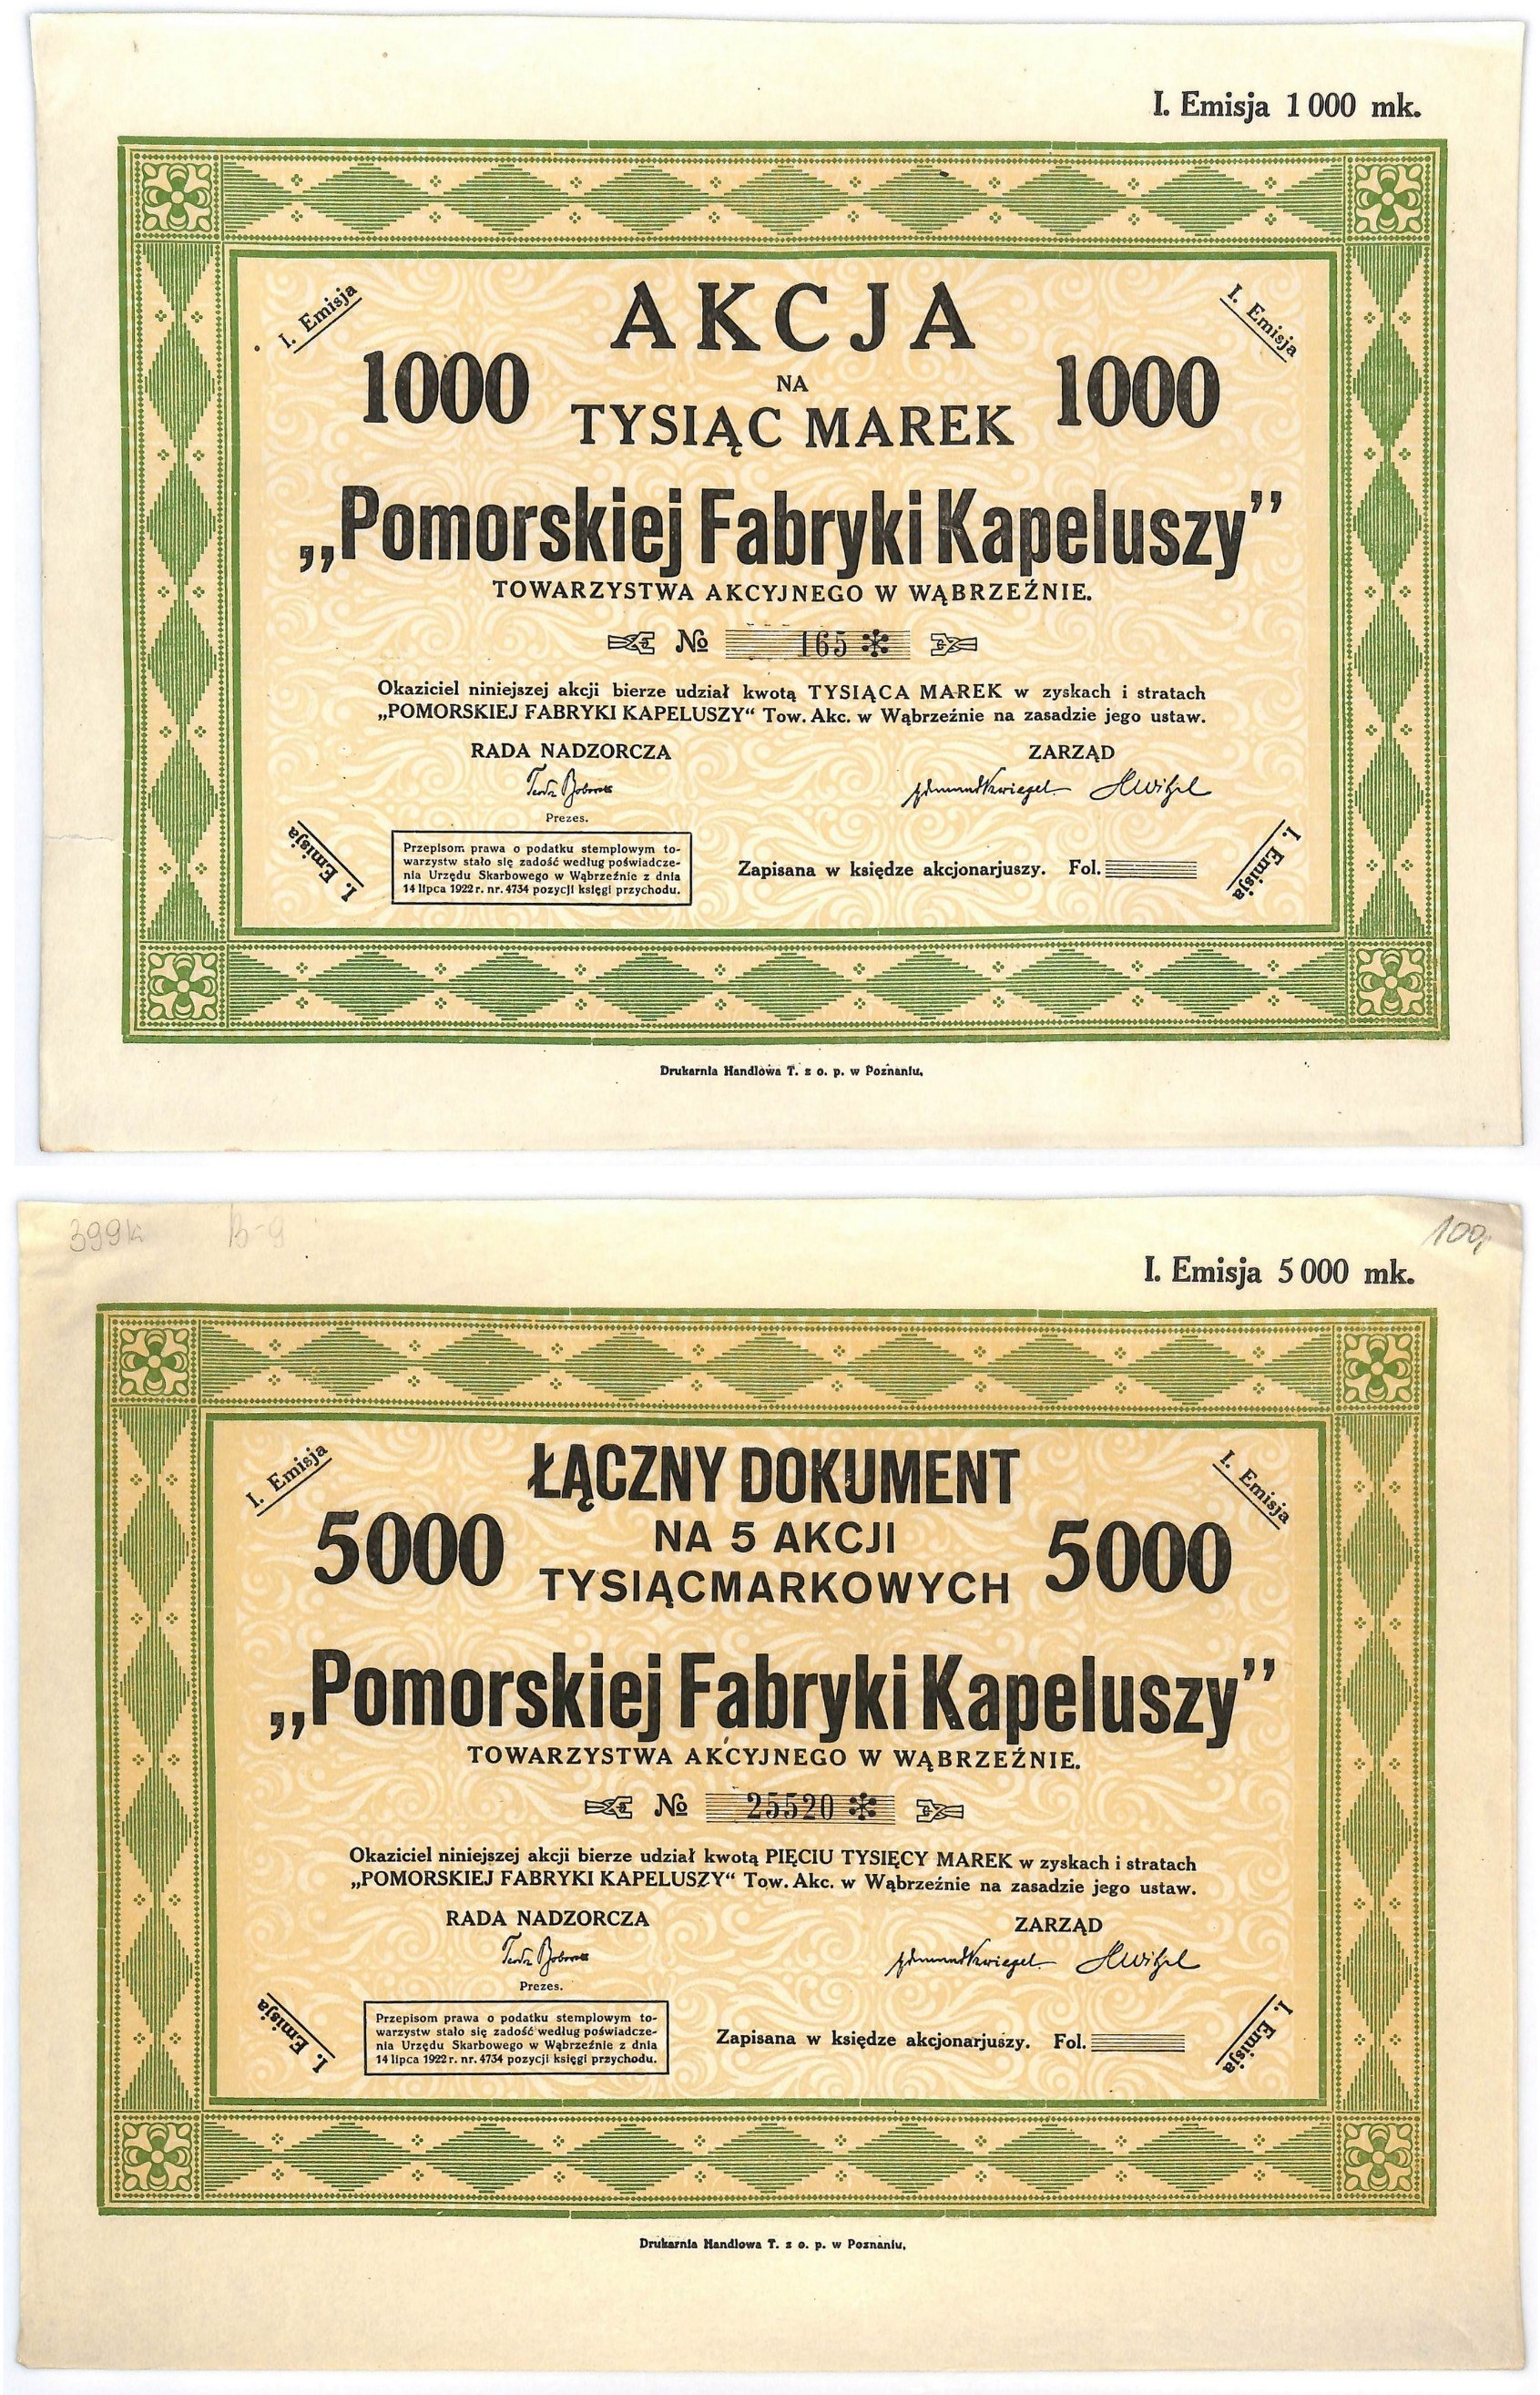 I. Emisja 1000 mk.
I. Emisja
AKCJA
I. Emisja
1000
NA
1000
TYSIĄC MAREK
„Pomorskiej Fabryki Kapeluszy”
TOWARZYSTWA AKCYJNEGO W WĄBRZEŹNIE.
№ 165 *
Okaziciel niniejszej akcji bierze udział kwotą TYSIĄCA MAREK w zyskach i stratach
„POMORSKIEJ FABRYKI KAPELUSZY“ Tow. Akc. w Wąbrzeźnie na zasadzie jego ustaw.
RADA NADZORCZA
ZARZĄD
Prezes.
I. Emisja
Przepisom prawa o podatku stemplowym to-
warzystw stało się zadość według poświadcze-
nia Urzędu Skarbowego w Wąbrzeźnie z dnia
14 lipca 1922 r. nr. 4734 pozycji księgi przychodu.
Zapisana w księdze akcjonarjuszy. Fol.
I. Emisja
Drukarnia Handlowa T. z o. p. w Poznaniu.
399k B-9
100,
I. Emisja 5000 mk.
I. Emisja
ŁĄCZNY DOKUMENT
I. Emisja
5000
NA 5 AKCJI
5000
TYSIĄCMARKOWYCH
„Pomorskiej Fabryki Kapeluszy”
TOWARZYSTWA AKCYJNEGO W WĄBRZEŹNIE.
№ 25520 *
Okaziciel niniejszej akcji bierze udział kwotą PIĘCIU TYSIĘCY MAREK w zyskach i stratach
„POMORSKIEJ FABRYKI KAPELUSZY“ Tow. Akc. w Wąbrzeźnie na zasadzie jego ustaw.
RADA NADZORCZA
ZARZĄD
Prezes.
I. Emisja
Przepisom prawa o podatku stemplowym to-
warzystw stało się zadość według poświadcze-
nia Urzędu Skarbowego w Wąbrzeźnie z dnia
14 lipca 1922 r. nr. 4734 pozycji księgi przychodu.
Zapisana w księdze akcjonarjuszy. Fol.
I. Emisja
Drukarnia Handlowa T. z o. p. w Poznaniu.